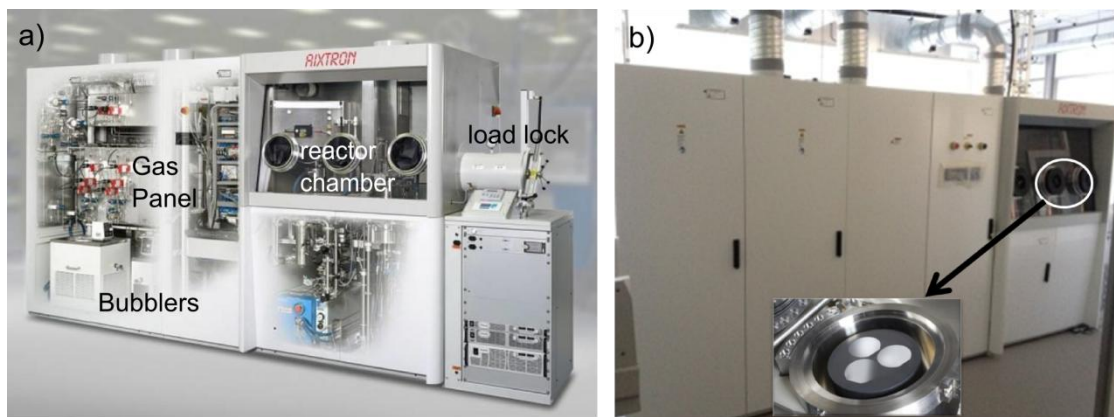 a)
AIXTRON
load lock
reactor
chamber
Gas
Panel
Bubblers
b)
AIXTRON